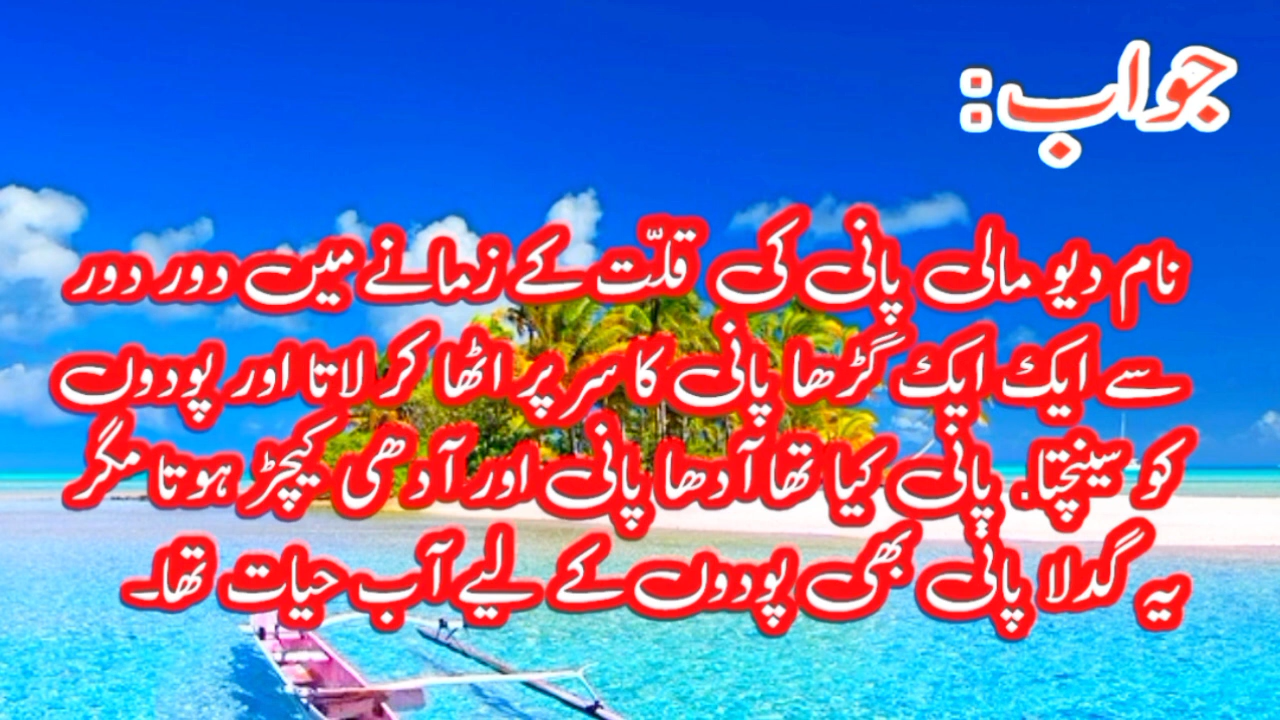 جواب:
نام دیو مالی پانی کی قلّت کے زمانے میں دور دور
سے ایک ایک گڑھا پانی کا سر پر اٹھا کر لاتا اور پودوں
کو سینچتا۔ پانی کیا تھا آدھا پانی اور آدھی کیچڑ ہوتا مگر
یہ گدلا پانی بھی پودوں کے لیے آب حیات تھا۔